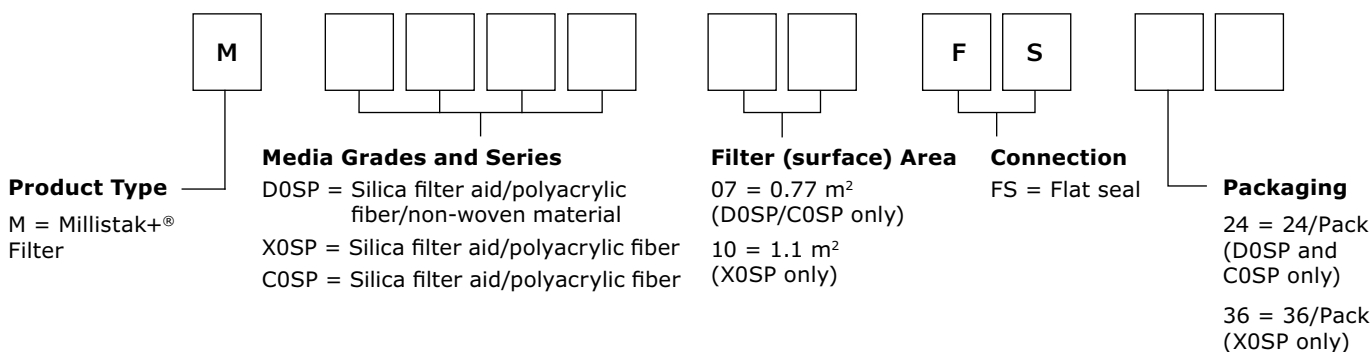 M
F S
Product Type
M = Millistak+®
Filter
Media Grades and Series
D0SP = Silica filter aid/polyacrylic
fiber/non-woven material
X0SP = Silica filter aid/polyacrylic fiber
C0SP = Silica filter aid/polyacrylic fiber
Filter (surface) Area
07 = 0.77 m²
(D0SP/C0SP only)
10 = 1.1 m²
(X0SP only)
Connection
FS = Flat seal
Packaging
24 = 24/Pack
(D0SP and
C0SP only)
36 = 36/Pack
(X0SP only)